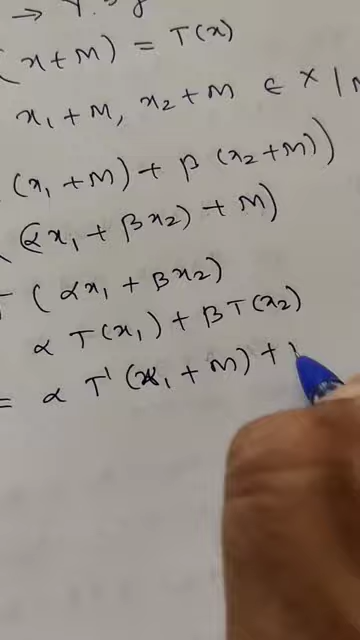 (x+M) = T(x)
x₁+M, x₂+M ∈ X |
(x₁+M) + β (x₂+M))
(αx₁ + βx₂) + M)
(αx₁ + βx₂)
α T(x₁) + β T(x₂)
= α T'(x₁ + M) +